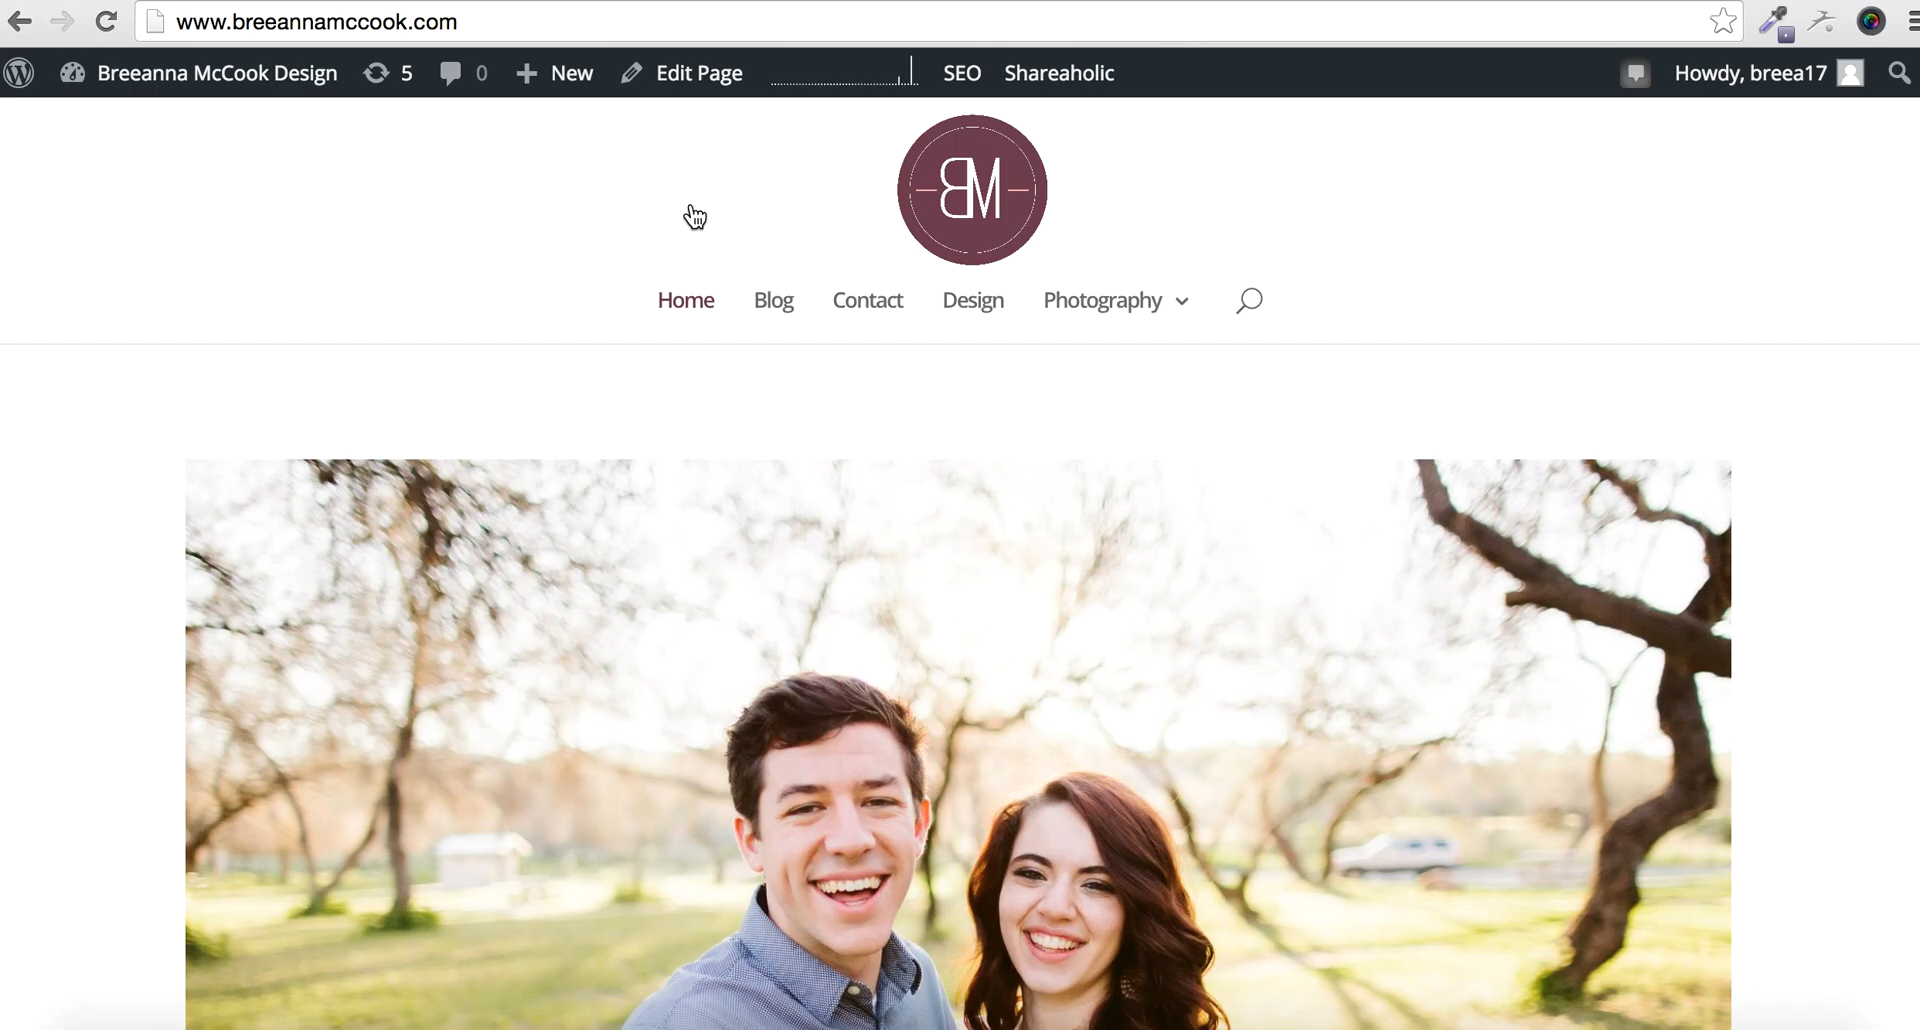 www.breeannamccook.com
Breeanna McCook Design 5 0 New Edit Page SEO Shareaholic Howdy, breea17
BM
Home Blog Contact Design Photography